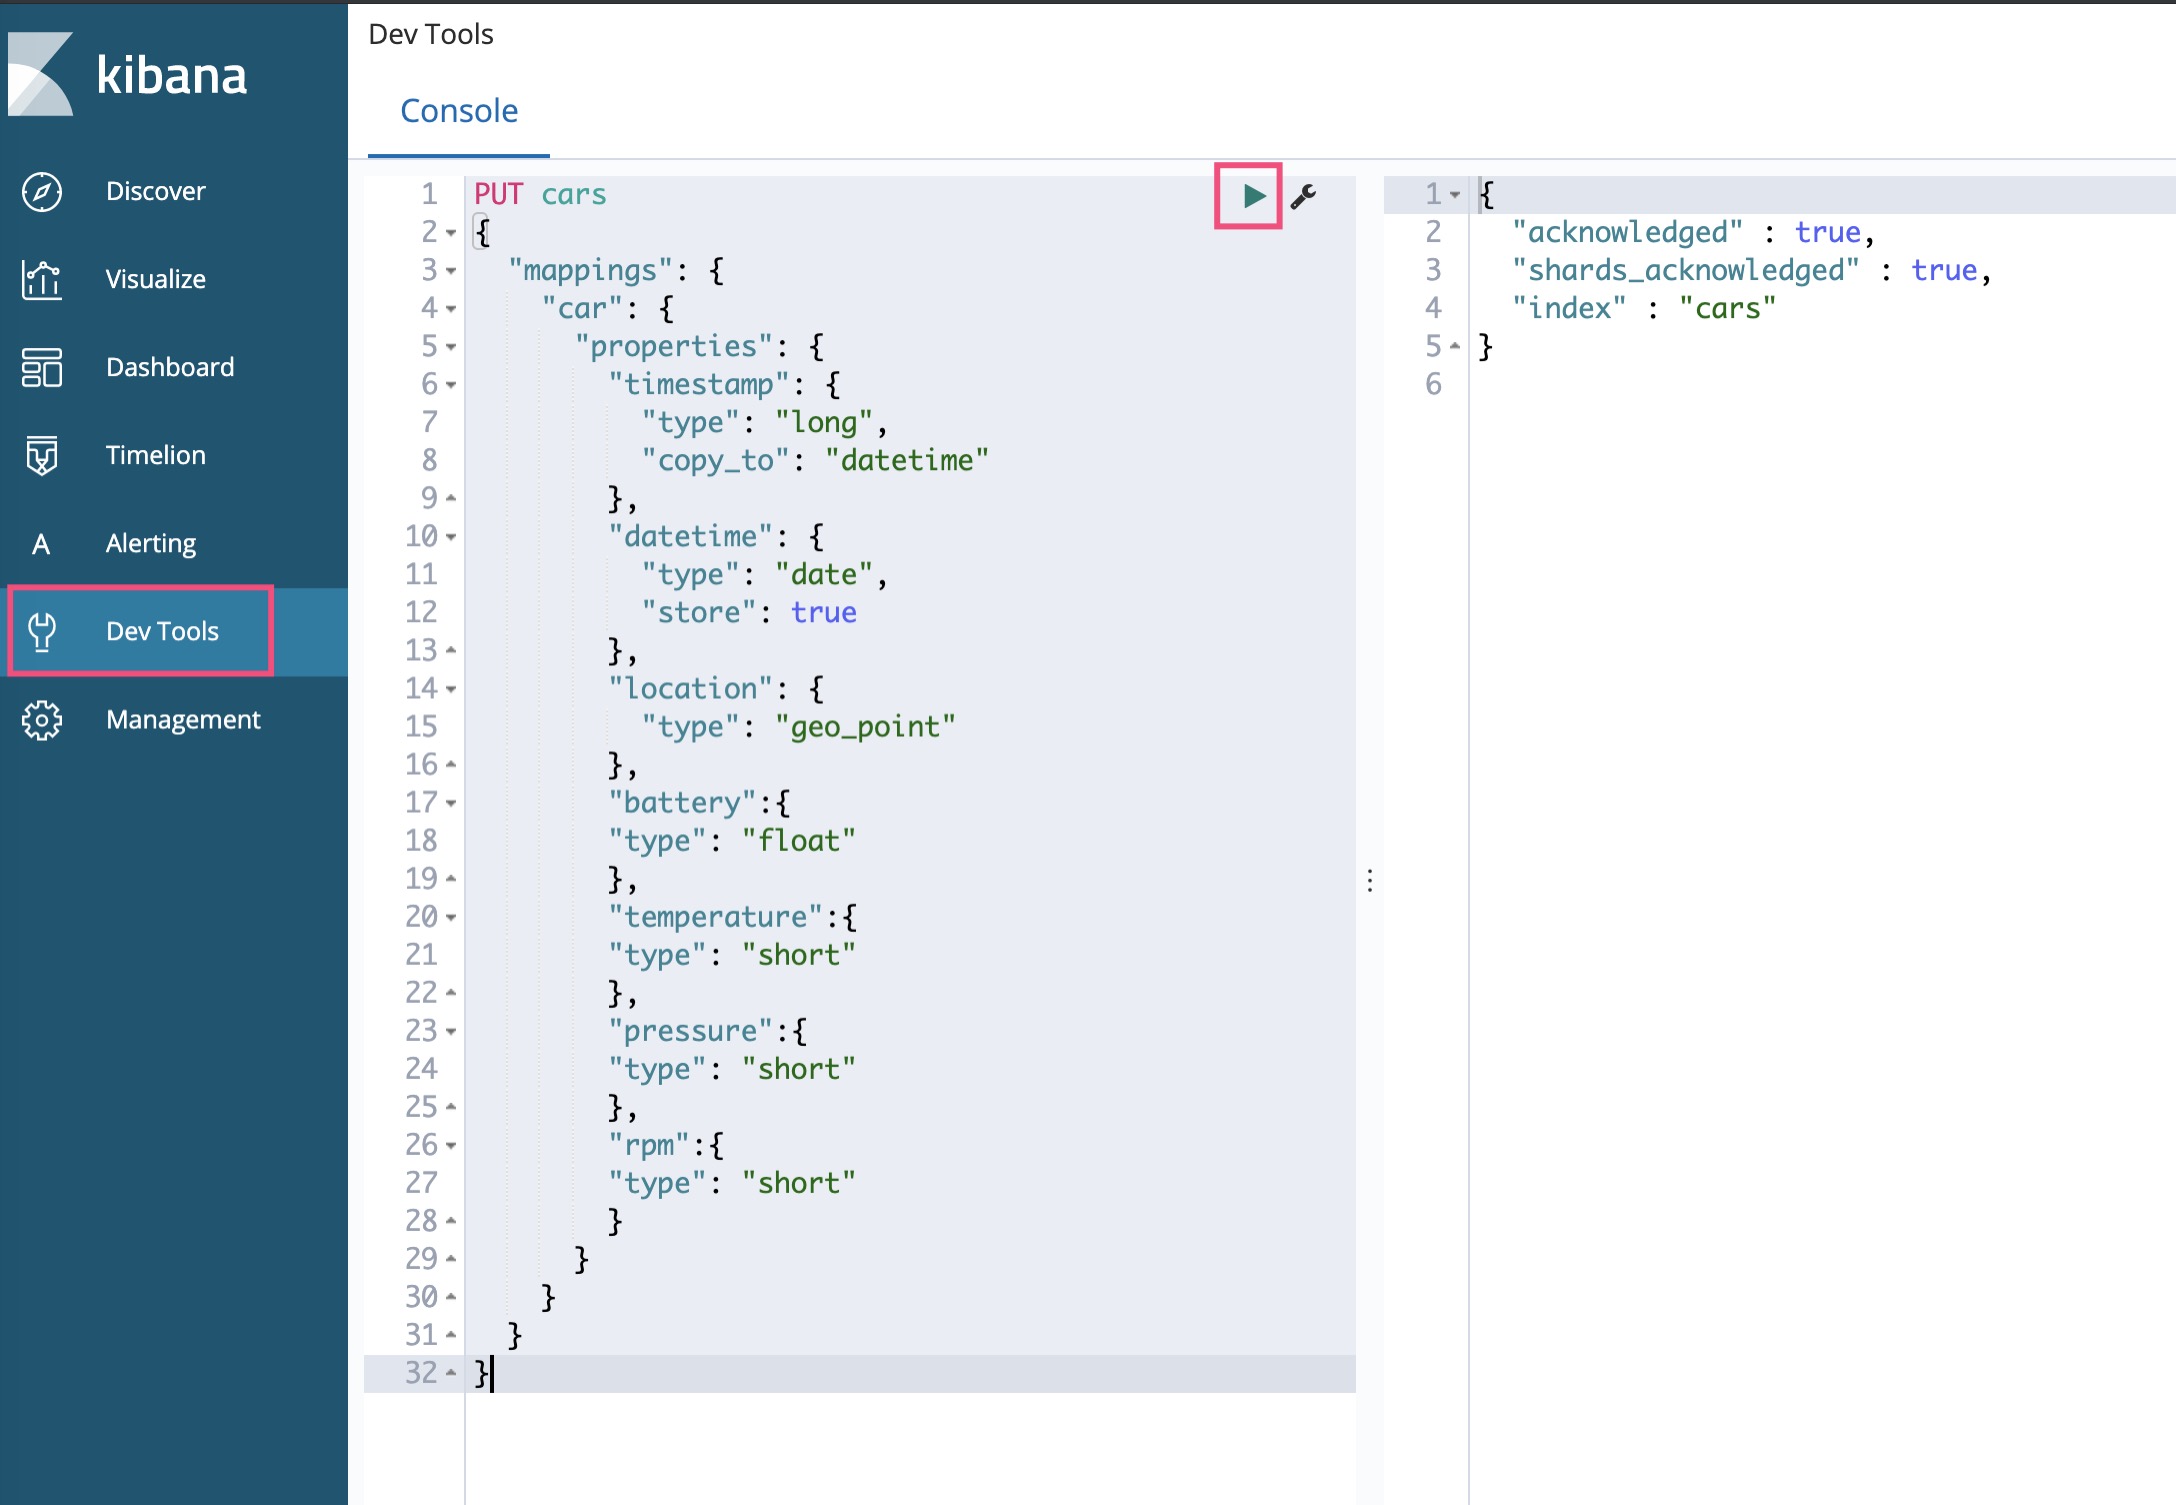 kibana
Discover
Visualize
Dashboard
Timelion
A Alerting
Dev Tools
Management
Dev Tools
Console
1 PUT cars
2 {
3 "mappings": {
4 "car": {
5 "properties": {
6 "timestamp": {
7 "type": "long",
8 "copy_to": "datetime"
9 },
10 "datetime": {
11 "type": "date",
12 "store": true
13 },
14 "location": {
15 "type": "geo_point"
16 },
17 "battery":{
18 "type": "float"
19 },
20 "temperature":{
21 "type": "short"
22 },
23 "pressure":{
24 "type": "short"
25 },
26 "rpm":{
27 "type": "short"
28 }
29 }
30 }
31 }
32 }
1 {
2 "acknowledged" : true,
3 "shards_acknowledged" : true,
4 "index" : "cars"
5 }
6